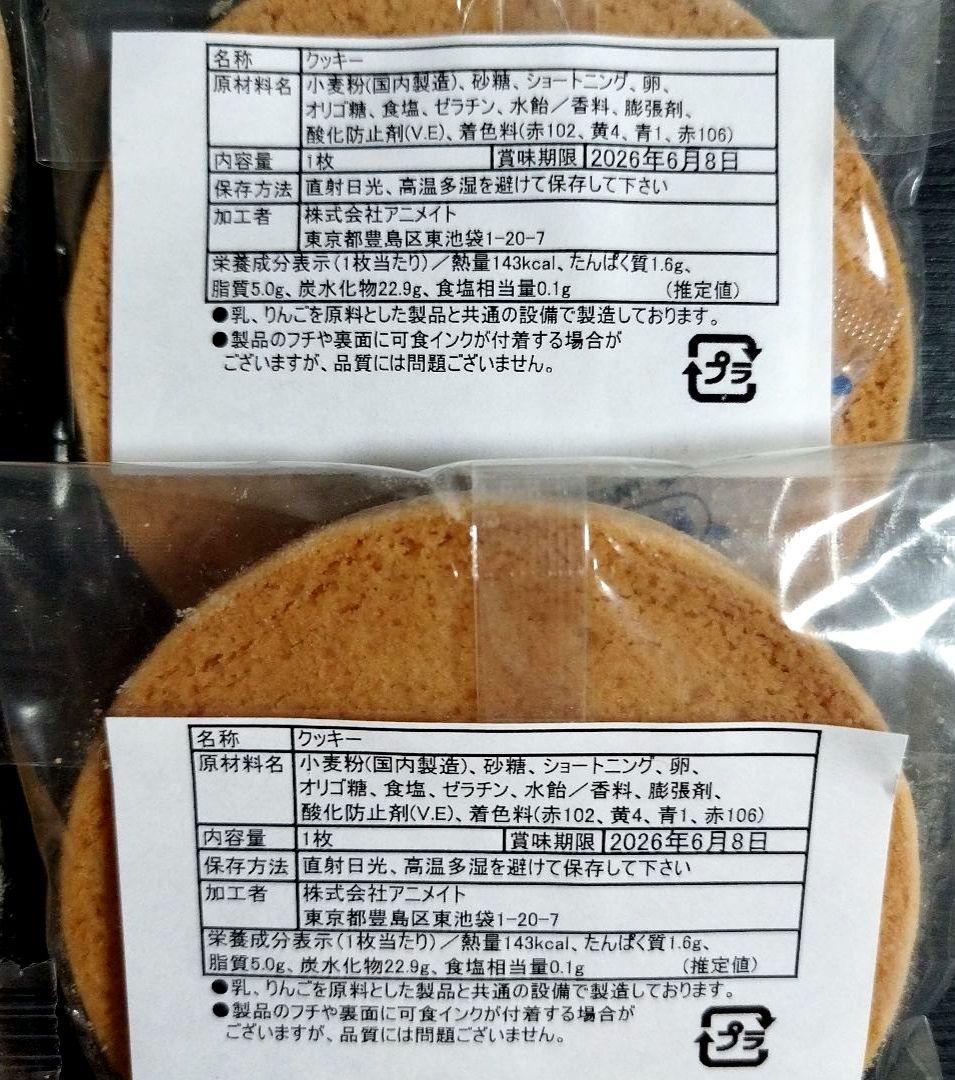 名称 クッキー
原材料名 小麦粉(国内製造)、砂糖、ショートニング、卵、
オリゴ糖、食塩、ゼラチン、水飴／香料、膨張剤、
酸化防止剤(V.E)、着色料(赤102、黄4、青1、赤106)
内容量 1枚 賞味期限 2026年6月8日
保存方法 直射日光、高温多湿を避けて保存して下さい
加工者 株式会社アニメイト
東京都豊島区東池袋1-20-7
栄養成分表示(1枚当たり)／熱量143kcal、たんぱく質1.6g、
脂質5.0g、炭水化物22.9g、食塩相当量0.1g (推定値)
●乳、りんごを原料とした製品と共通の設備で製造しております。
●製品のフチや裏面に可食インクが付着する場合が
ございますが、品質には問題ございません。
プラ
名称 クッキー
原材料名 小麦粉(国内製造)、砂糖、ショートニング、卵、
オリゴ糖、食塩、ゼラチン、水飴／香料、膨張剤、
酸化防止剤(V.E)、着色料(赤102、黄4、青1、赤106)
内容量 1枚 賞味期限 2026年6月8日
保存方法 直射日光、高温多湿を避けて保存して下さい
加工者 株式会社アニメイト
東京都豊島区東池袋1-20-7
栄養成分表示(1枚当たり)／熱量143kcal、たんぱく質1.6g、
脂質5.0g、炭水化物22.9g、食塩相当量0.1g (推定値)
●乳、りんごを原料とした製品と共通の設備で製造しております。
●製品のフチや裏面に可食インクが付着する場合が
ございますが、品質には問題ございません。
プラ